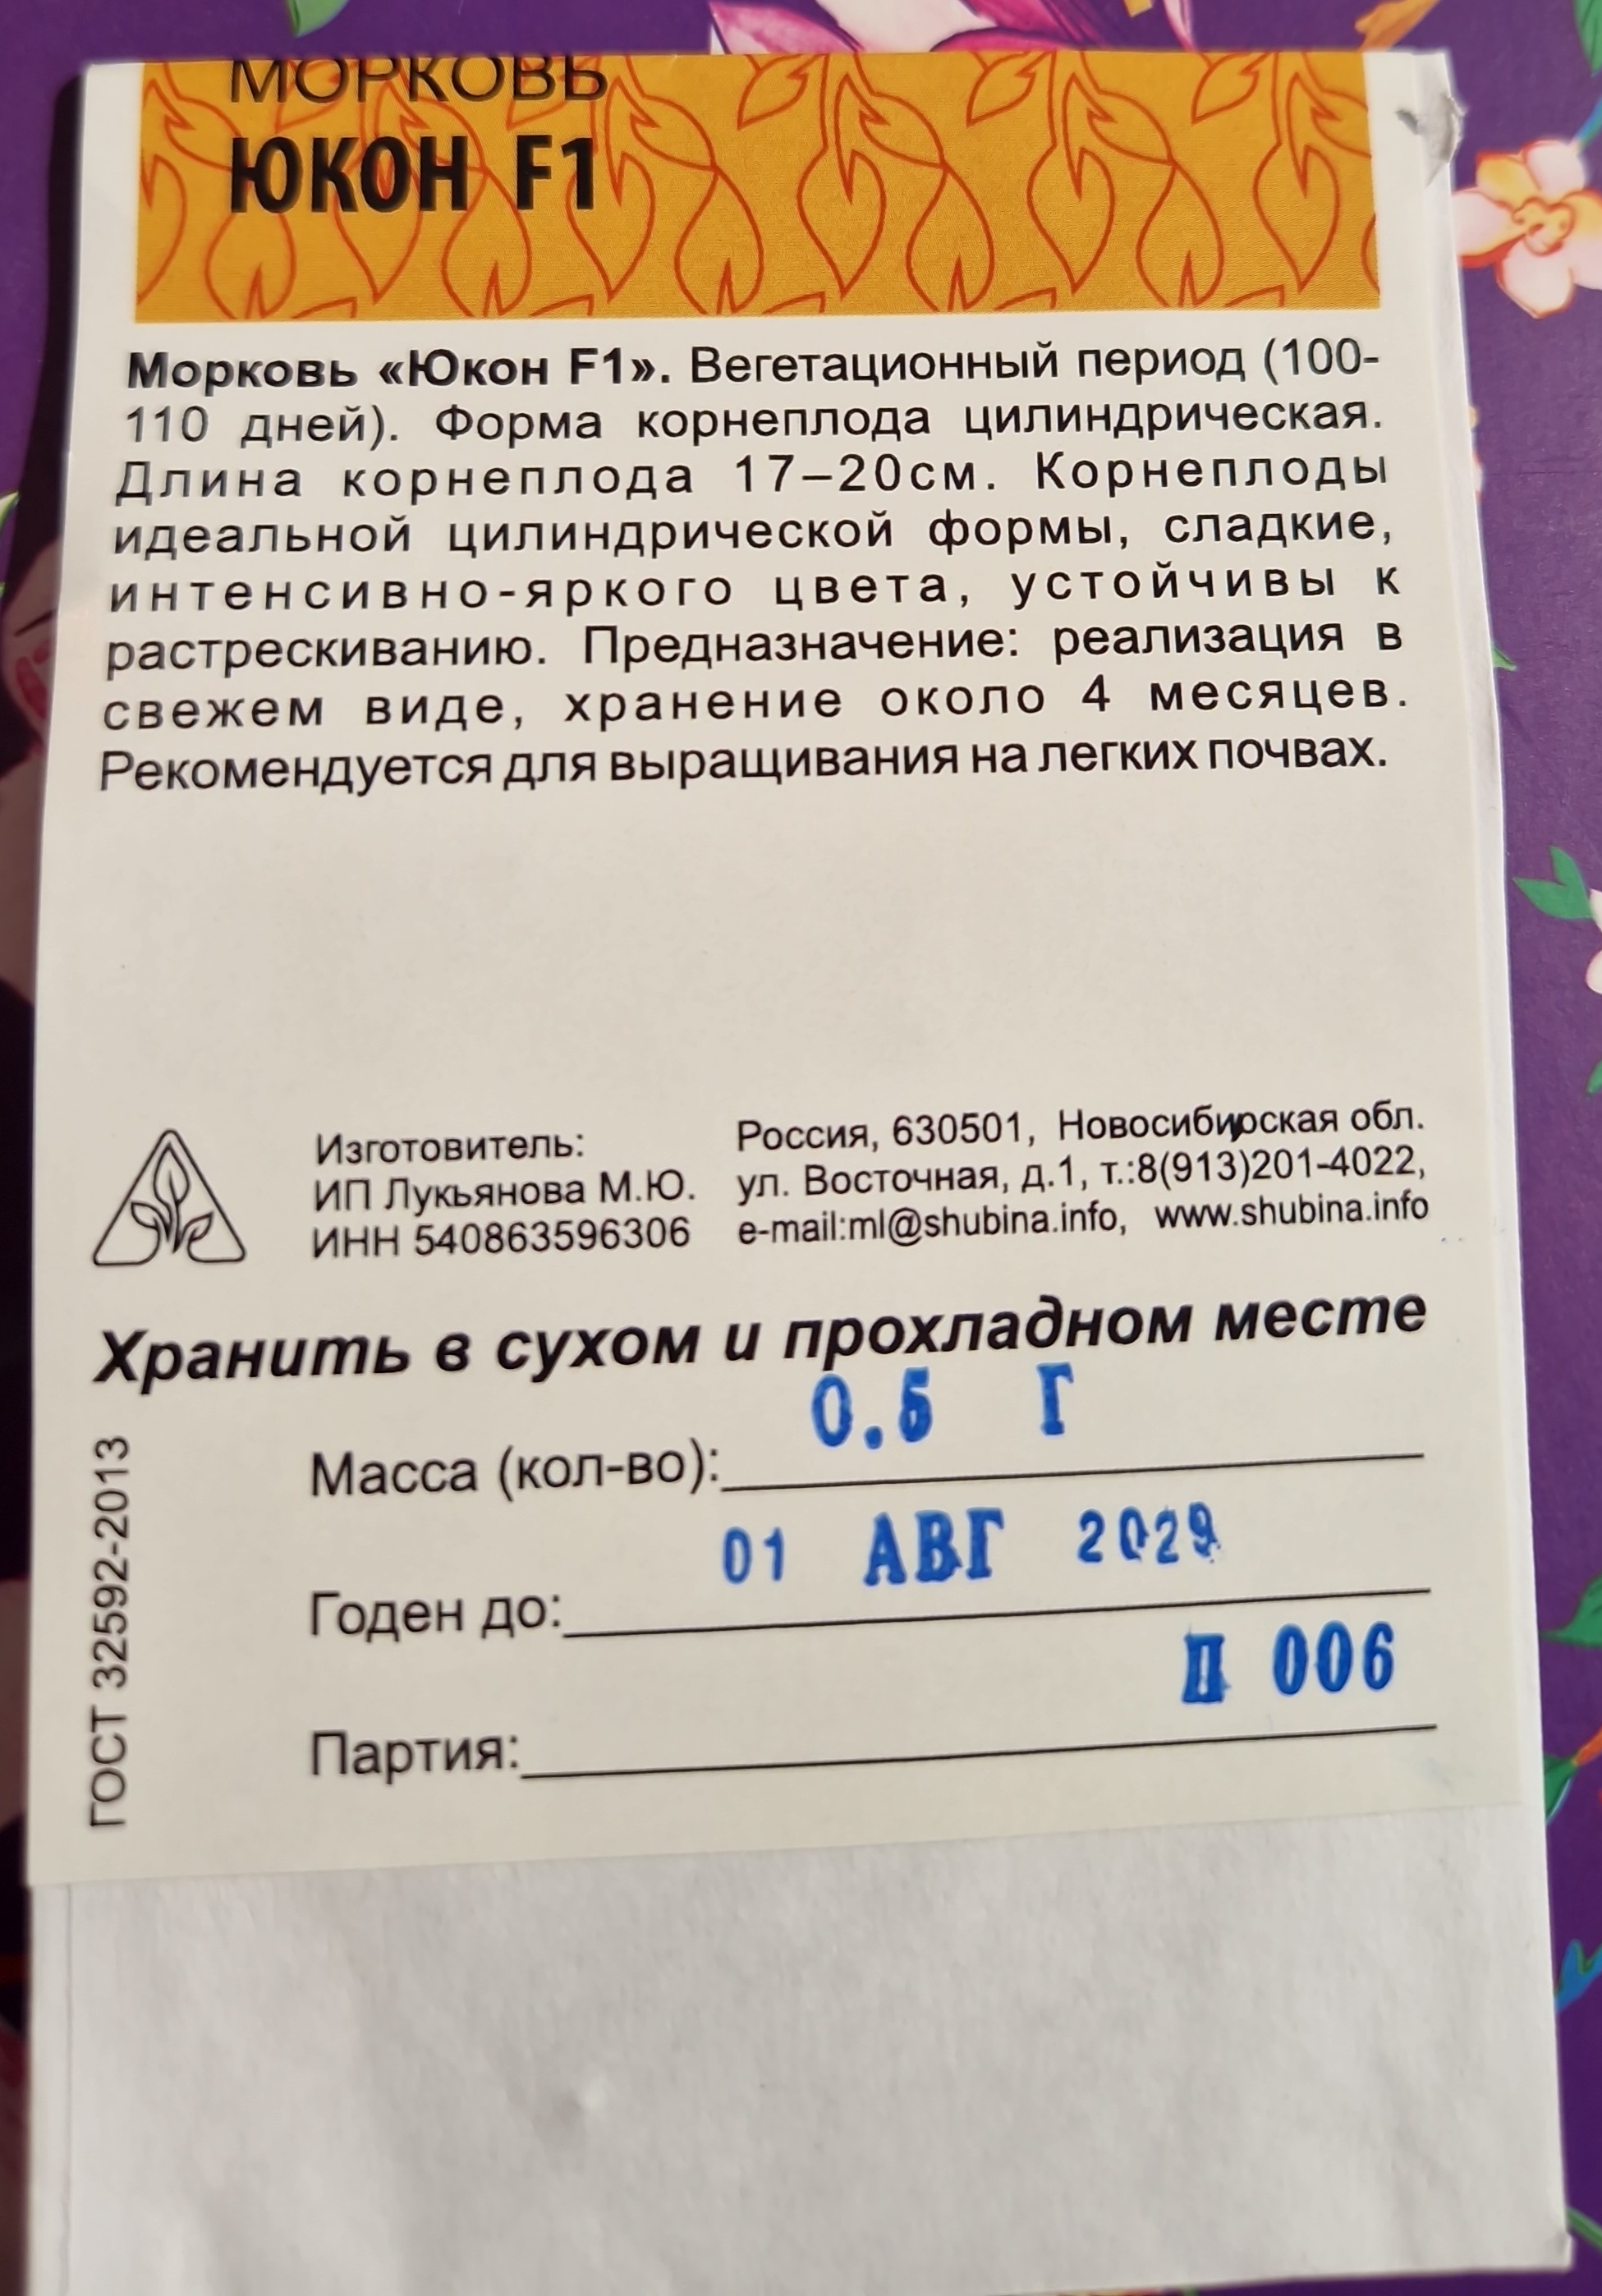 МОРКОВЬ
ЮКОН F1
Морковь «Юкон F1». Вегетационный период (100-
110 дней). Форма корнеплода цилиндрическая.
Длина корнеплода 17–20см. Корнеплоды
идеальной цилиндрической формы, сладкие,
интенсивно-яркого цвета, устойчивы к
растрескиванию. Предназначение: реализация в
свежем виде, хранение около 4 месяцев.
Рекомендуется для выращивания на легких почвах.
Изготовитель:
ИП Лукьянова М.Ю.
ИНН 540863596306
Россия, 630501, Новосибирская обл.
ул. Восточная, д.1, т.:8(913)201-4022,
e-mail:ml@shubina.info, www.shubina.info
Хранить в сухом и прохладном месте
Масса (кол-во): 0.5 Г
Годен до: 01 АВГ 2029
Партия: П 006
ГОСТ 32592-2013